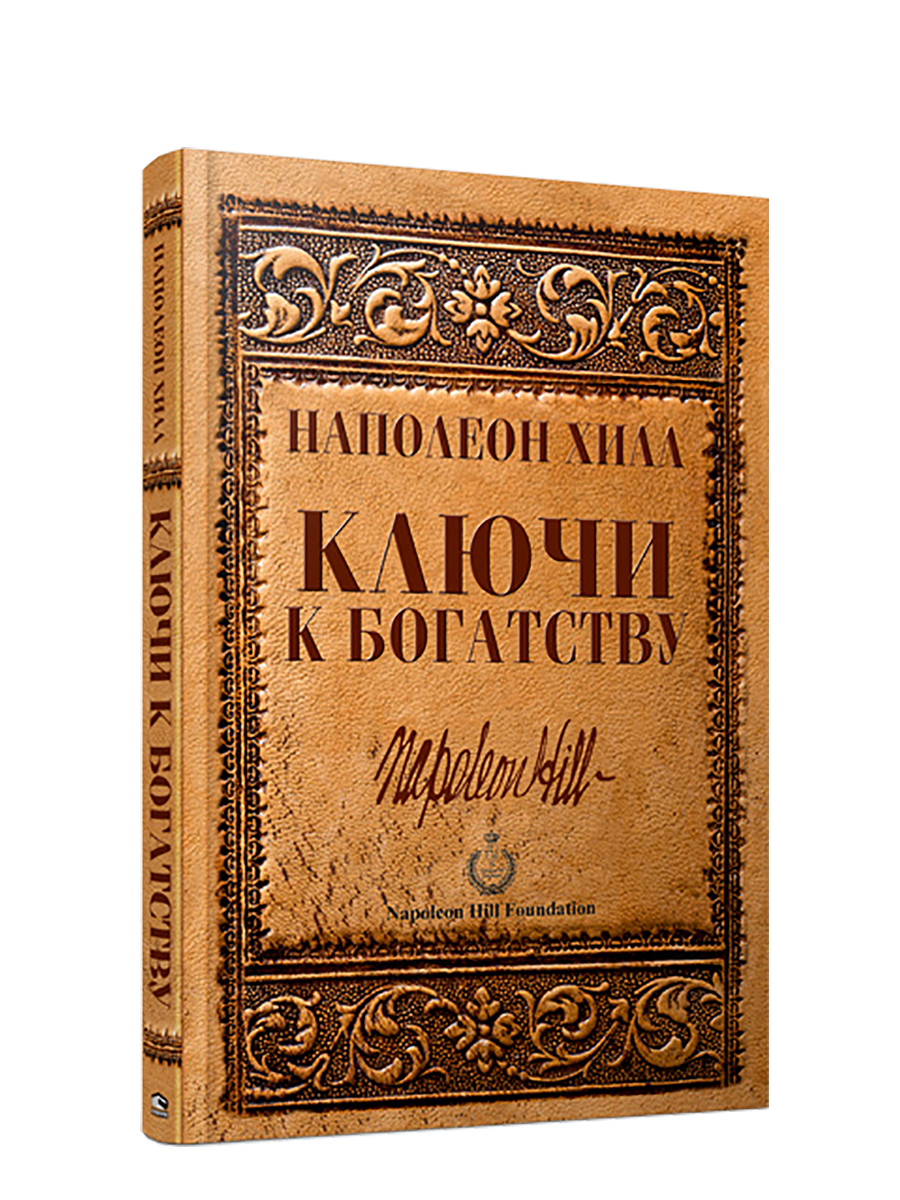 НАПОЛЕОН ХИЛЛ
КЛЮЧИ К БОГАТСТВУ
НАПОЛЕОН ХИЛЛ
КЛЮЧИ
К БОГАТСТВУ
Napoleon Hill
Napoleon Hill Foundation